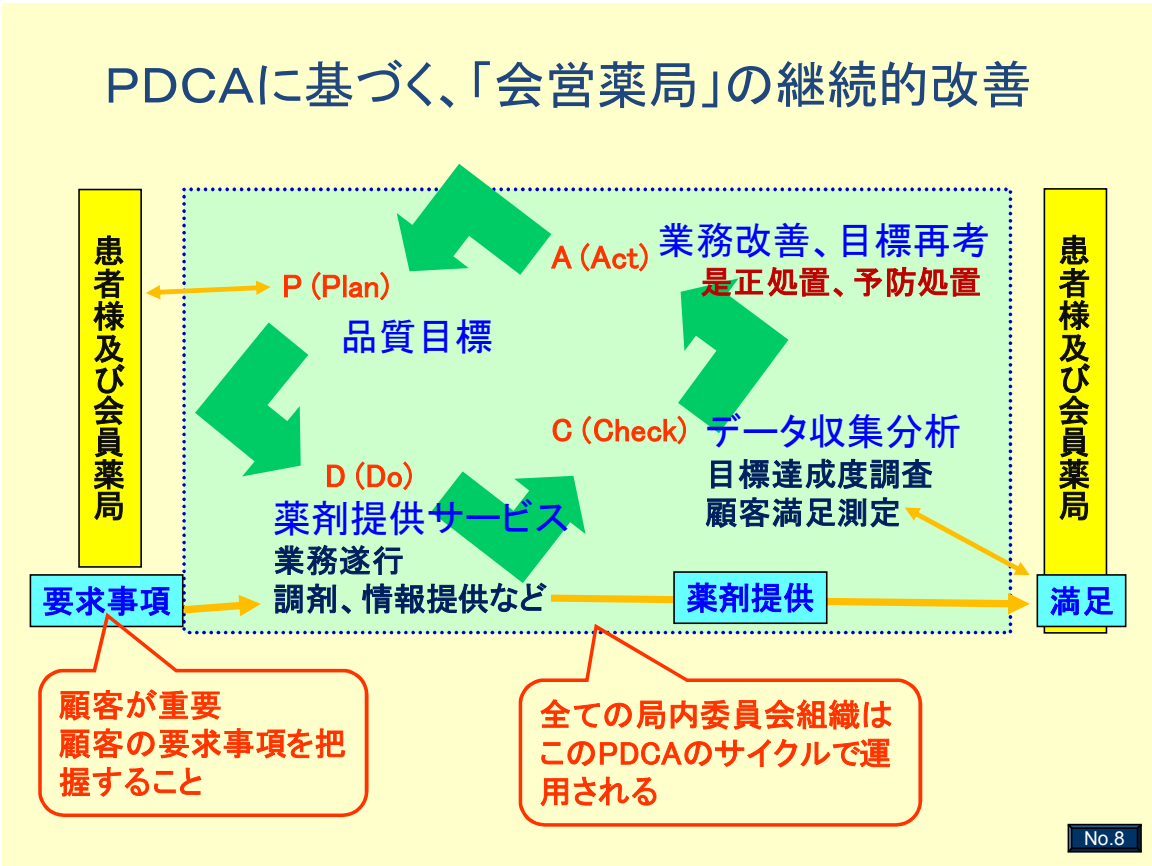 PDCAに基づく、「会営薬局」の継続的改善
患者様及び会員薬局
P (Plan)
品質目標
A (Act)
業務改善、目標再考
是正処置、予防処置
C (Check)
データ収集分析
目標達成度調査
顧客満足測定
D (Do)
薬剤提供サービス
業務遂行
調剤、情報提供など
患者様及び会員薬局
要求事項
薬剤提供
満足
顧客が重要
顧客の要求事項を把
握すること
全ての局内委員会組織は
このPDCAのサイクルで運
用される
No.8